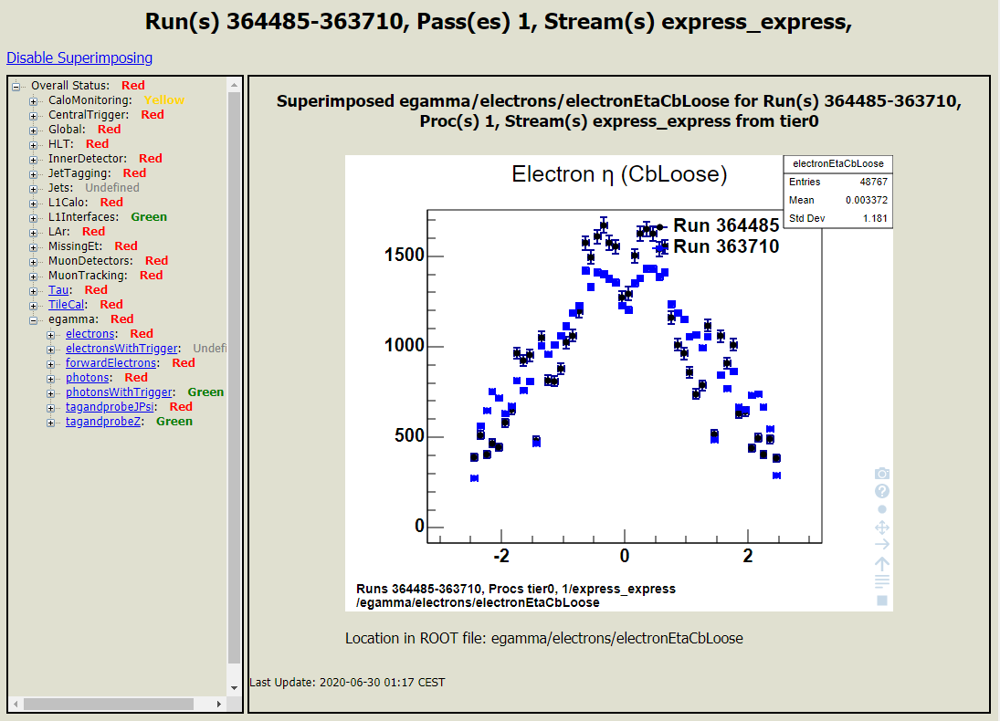 Run(s) 364485-363710, Pass(es) 1, Stream(s) express_express,
Disable Superimposing
Overall Status: Red
CaloMonitoring: Yellow
CentralTrigger: Red
Global: Red
HLT: Red
InnerDetector: Red
JetTagging: Red
Jets: Undefined
L1Calo: Red
L1Interfaces: Green
LAr: Red
MissingEt: Red
MuonDetectors: Red
MuonTracking: Red
Tau: Red
TileCal: Red
egamma: Red
electrons: Red
electronsWithTrigger: Undefi
forwardElectrons: Red
photons: Red
photonsWithTrigger: Green
tagandprobeJPsi: Red
tagandprobeZ: Green
Superimposed egamma/electrons/electronEtaCbLoose for Run(s) 364485-363710,
Proc(s) 1, Stream(s) express_express from tier0
Electron η (CbLoose)
electronEtaCbLoose
Entries 48767
Mean 0.003372
Std Dev 1.181
Run 364485
Run 363710
1500
1000
500
0
-2 0 2
Runs 364485-363710, Procs tier0, 1/express_express
/egamma/electrons/electronEtaCbLoose
Location in ROOT file: egamma/electrons/electronEtaCbLoose
Last Update: 2020-06-30 01:17 CEST